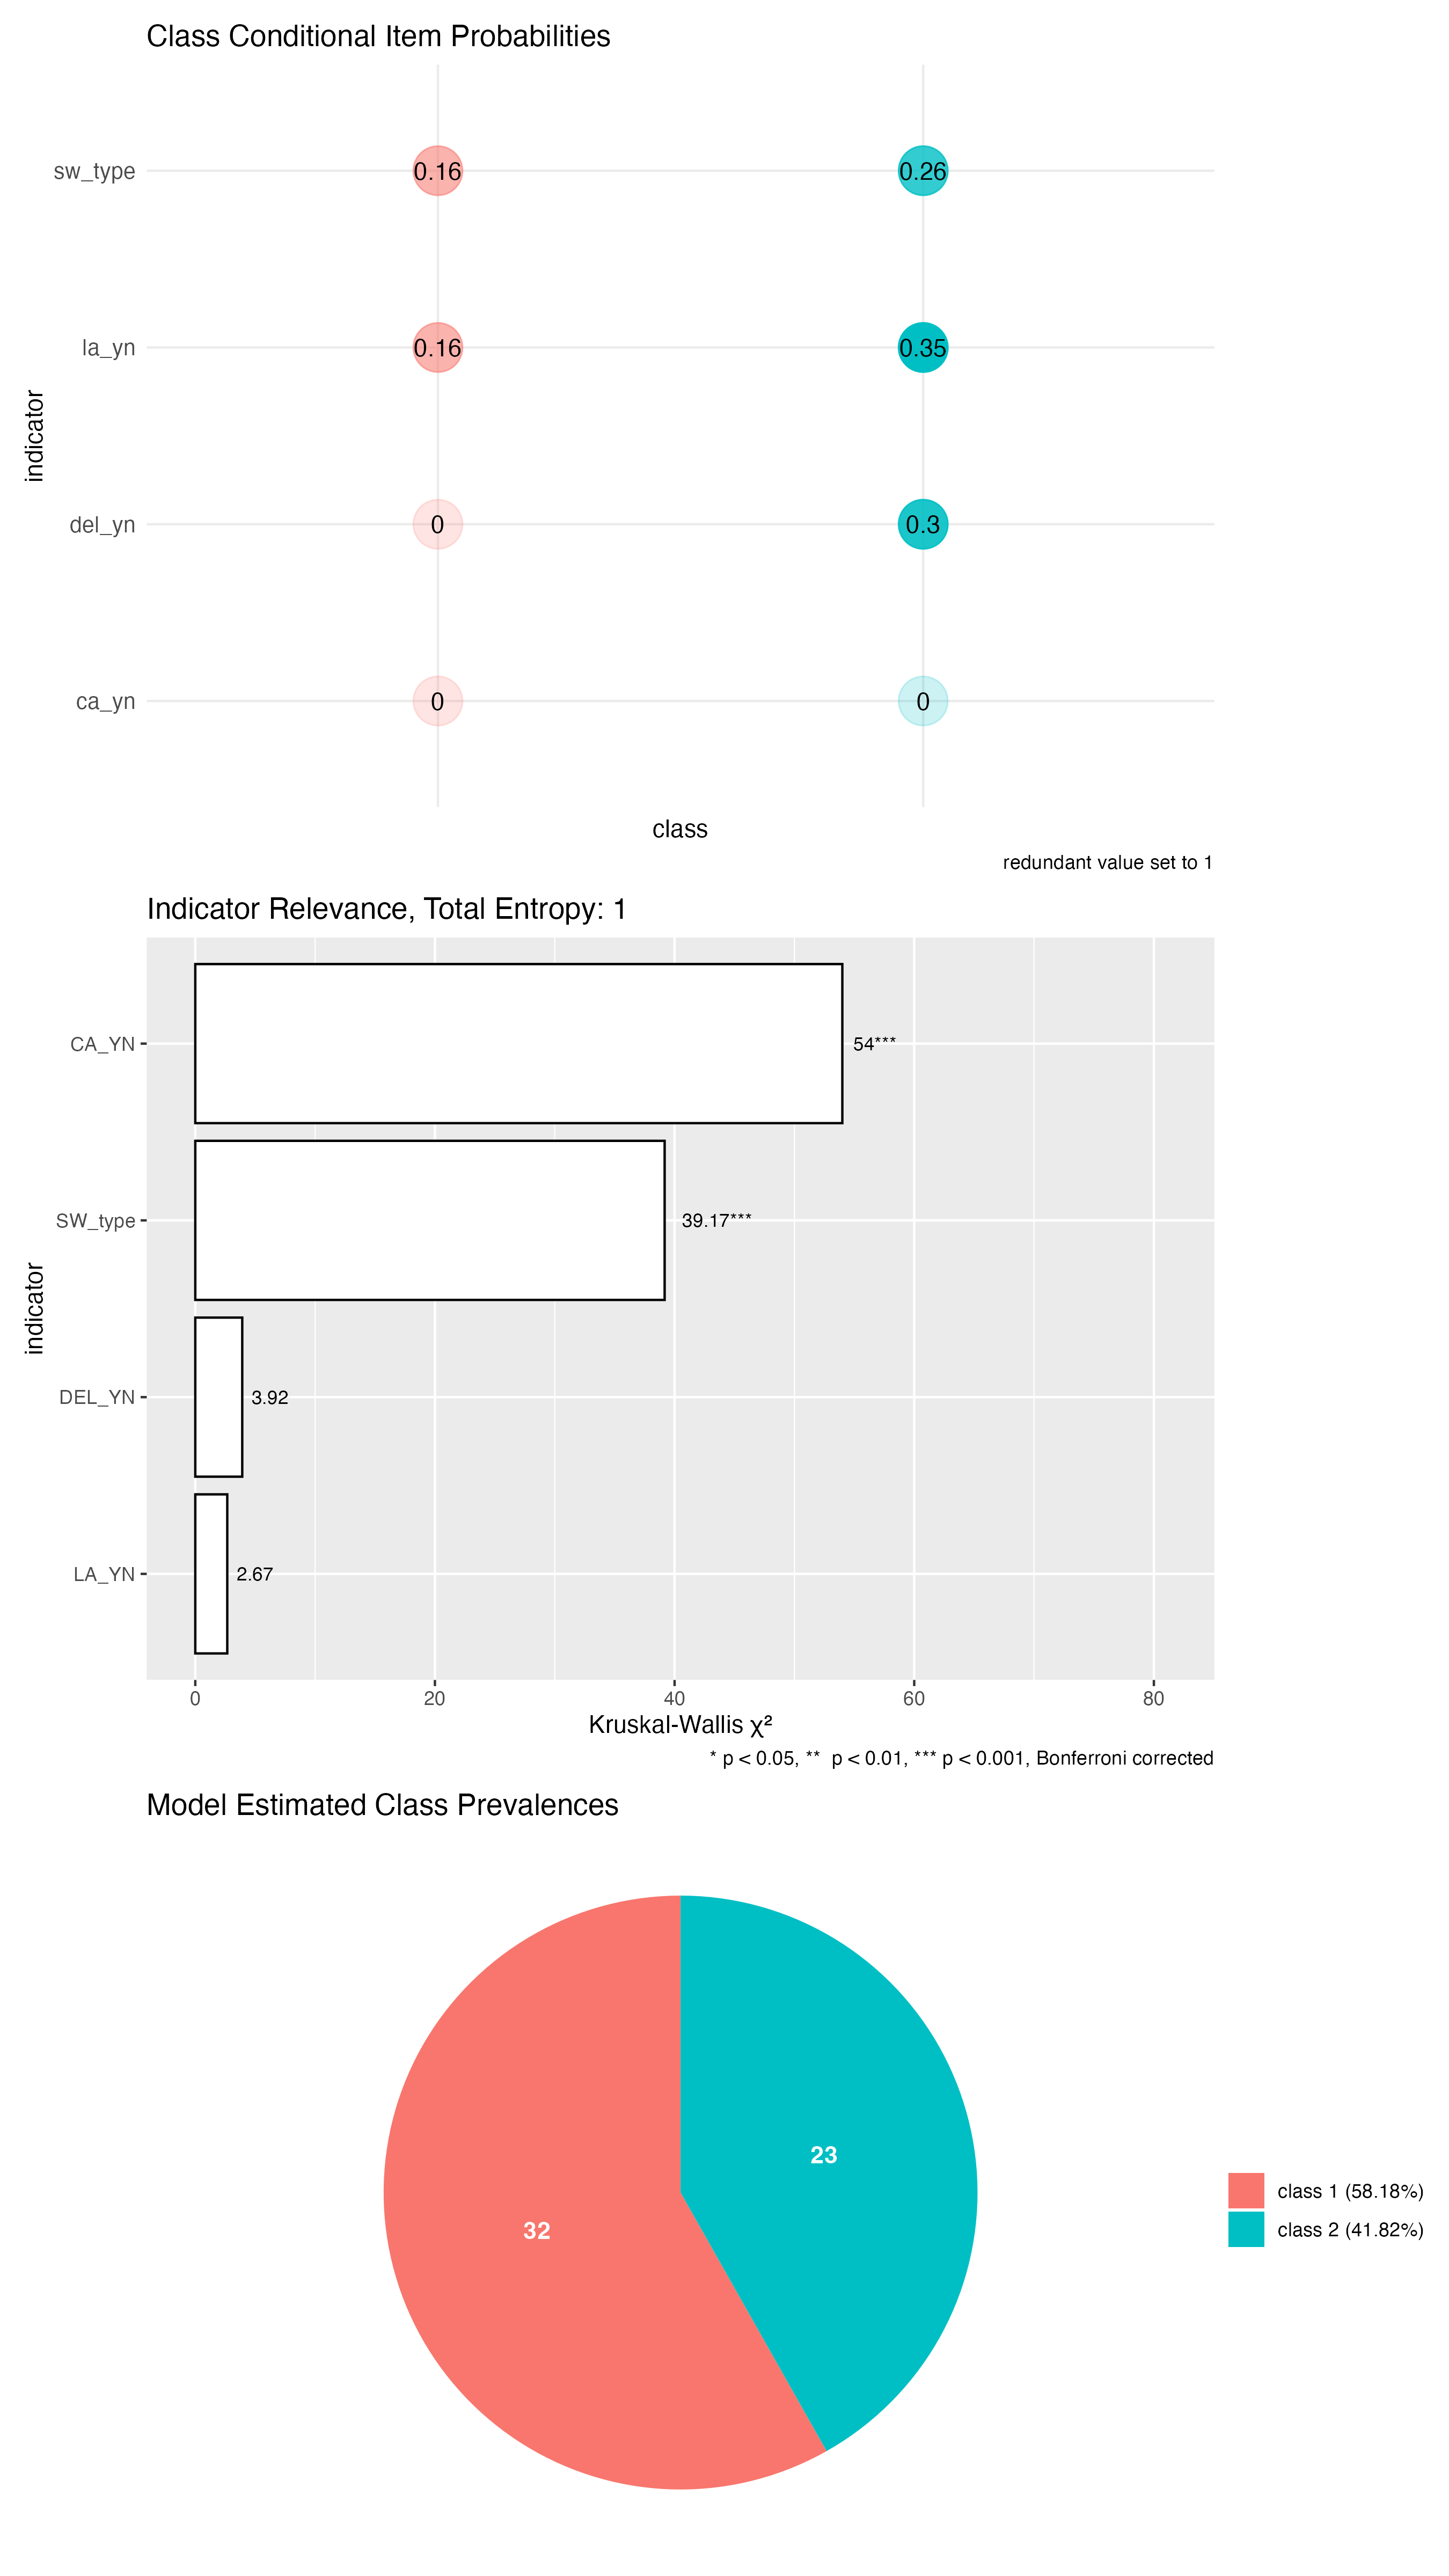 Class Conditional Item Probabilities
sw_type
0.16
0.26
la_yn
0.16
0.35
indicator
del_yn
0
0.3
ca_yn
0
0
class
redundant value set to 1
Indicator Relevance, Total Entropy: 1
CA_YN
54***
SW_type
39.17***
indicator
DEL_YN
3.92
LA_YN
2.67
0 20 40 60 80
Kruskal-Wallis χ²
* p < 0.05, ** p < 0.01, *** p < 0.001, Bonferroni corrected
Model Estimated Class Prevalences
23
32
class 1 (58.18%)
class 2 (41.82%)